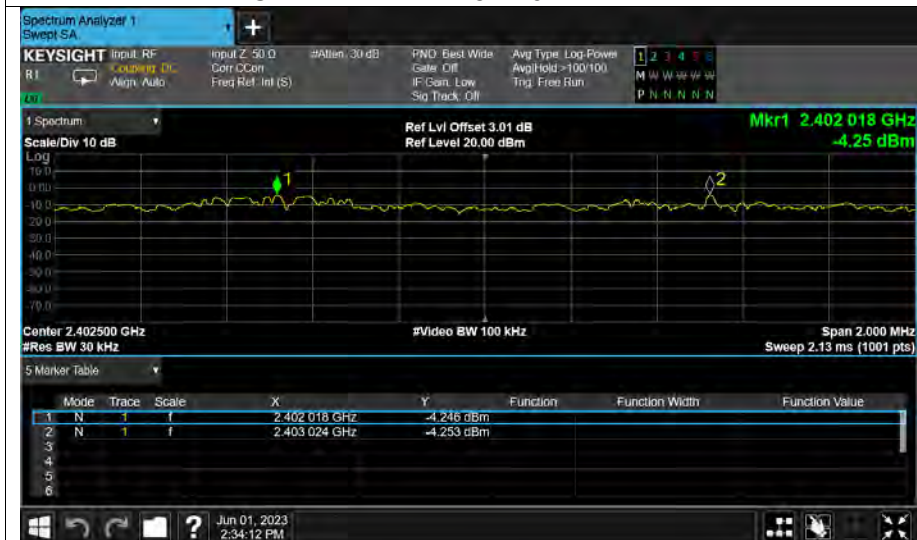 Spectrum Analyzer 1
Swept SA
+
KEYSIGHT Input: RF
Coupling: DC
Align: Auto
Input Z: 50 Ω
Corr CCorr
Freq Ref: Int (S)
#Atten: 30 dB
PNO: Best Wide
Gate: Off
IF Gain: Low
Sig Track: Off
Avg Type: Log-Power
Avg|Hold: >100/100
Trig: Free Run
1 2 3 4 5 6
M W W W W W
P N N N N N
1 Spectrum
Scale/Div 10 dB
Ref Lvl Offset 3.01 dB
Ref Level 20.00 dBm
Mkr1 2.402 018 GHz
-4.25 dBm
Log
10.0
0.00
-10.0
-20.0
-30.0
-40.0
-50.0
-60.0
-70.0
1
2
Center 2.402500 GHz
#Res BW 30 kHz
#Video BW 100 kHz
Span 2.000 MHz
Sweep 2.13 ms (1001 pts)
5 Marker Table
Mode Trace Scale X Y Function Function Width Function Value
1 N 1 f 2.402 018 GHz -4.246 dBm
2 N 1 f 2.403 024 GHz -4.253 dBm
3
4
5
6
?
Jun 01, 2023
2:34:12 PM